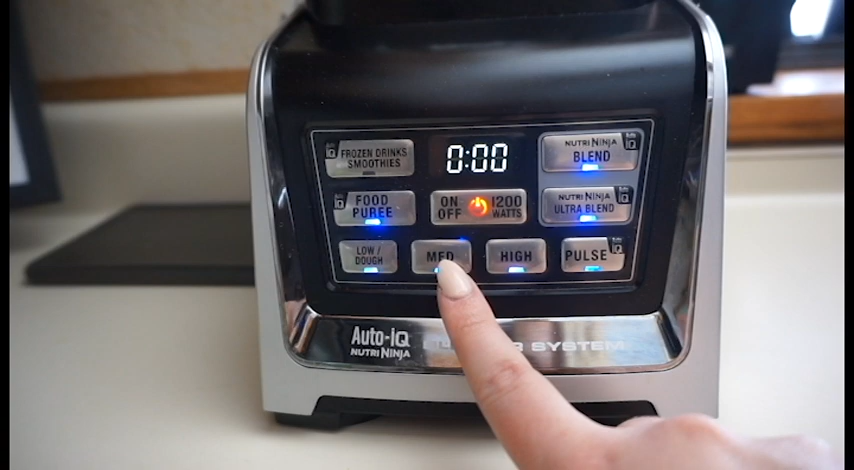 FROZEN DRINKS
SMOOTHIES
0:00
NUTRI NINJA
BLEND
FOOD
PUREE
ON
OFF
1200
WATTS
NUTRI NINJA
ULTRA BLEND
LOW /
DOUGH
MED
HIGH
PULSE
Auto-iQ
NUTRI NINJA
SYSTEM